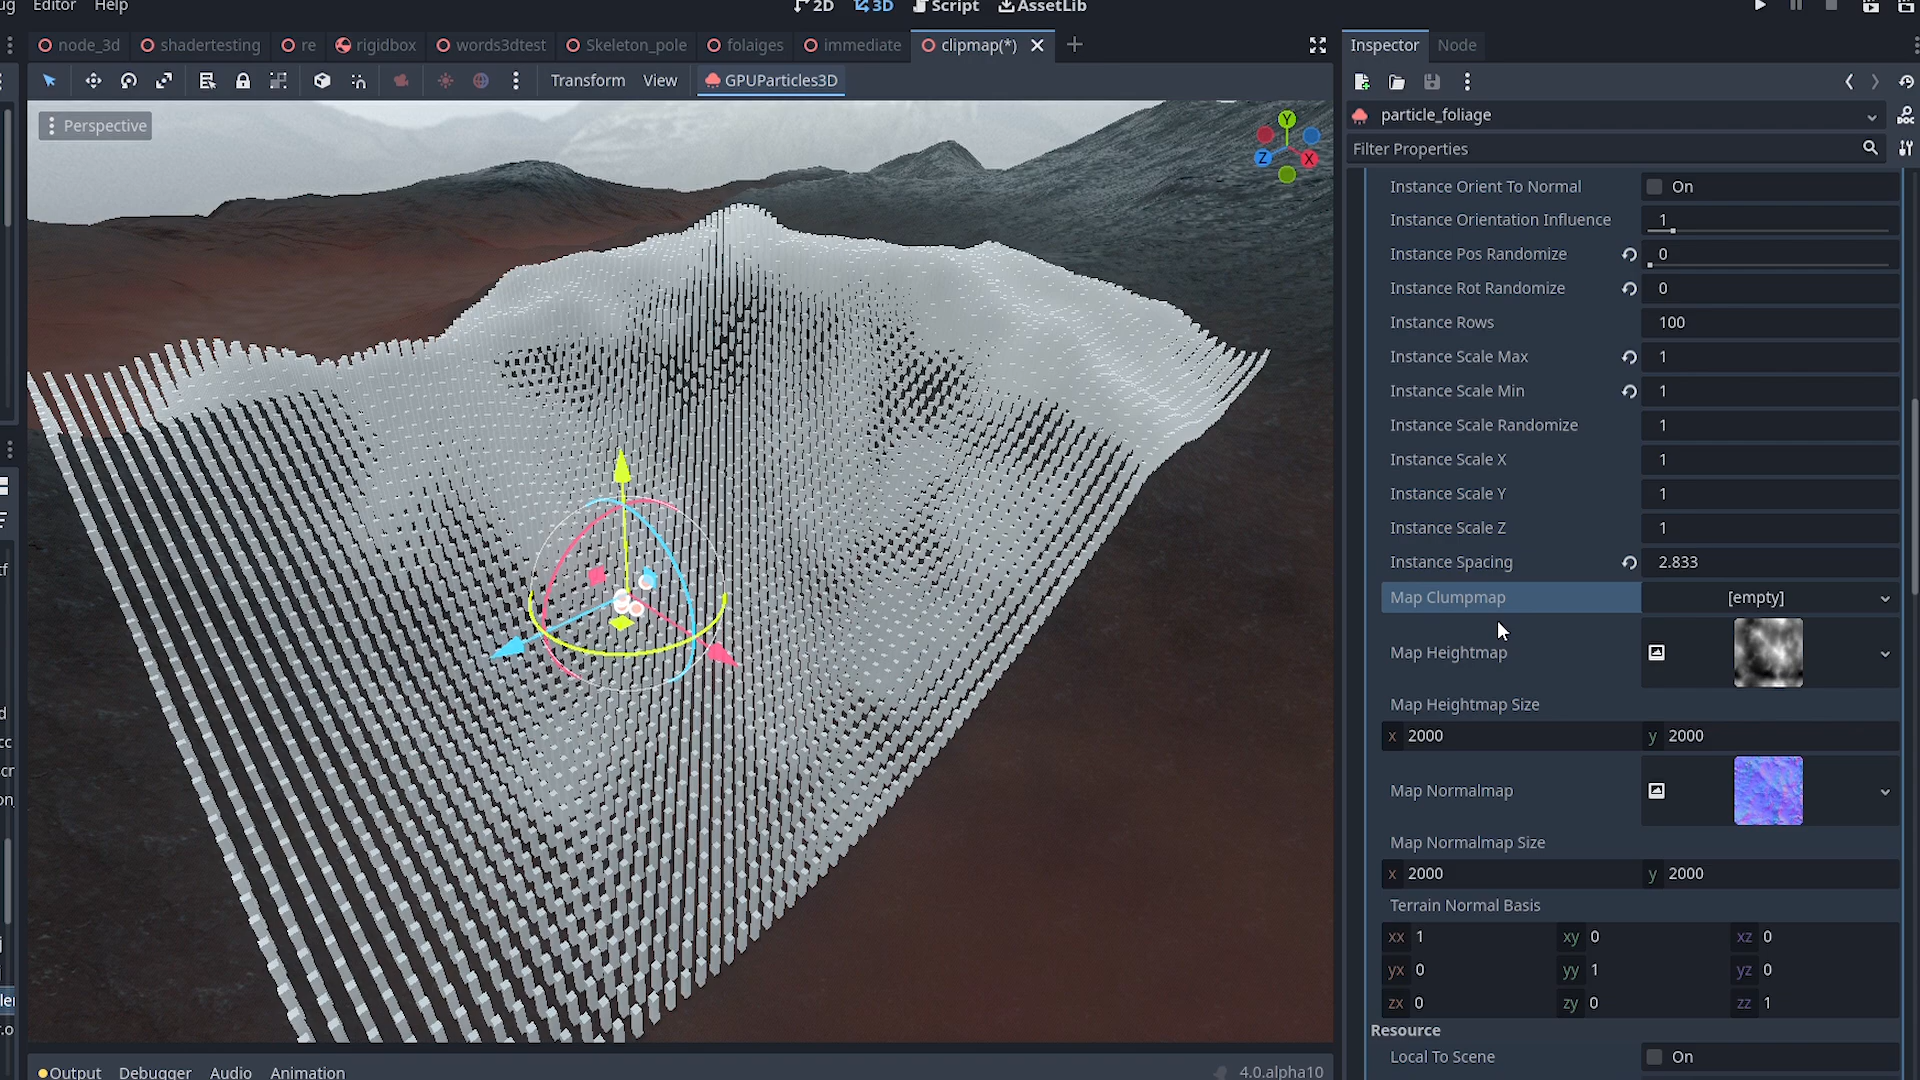 ug Editor Help 2D 3D Script AssetLib
node_3d shadertesting re rigidbox words3dtest Skeleton_pole folaiges immediate clipmap(*)
Inspector Node
Transform View GPUParticles3D
particle_foliage
Perspective
Y
Z X
Filter Properties
Instance Orient To Normal On
Instance Orientation Influence 1
Instance Pos Randomize 0
Instance Rot Randomize 0
Instance Rows 100
Instance Scale Max 1
Instance Scale Min 1
Instance Scale Randomize 1
Instance Scale X 1
Instance Scale Y 1
Instance Scale Z 1
Instance Spacing 2.833
Map Clumpmap [empty]
Map Heightmap
Map Heightmap Size
x 2000 y 2000
Map Normalmap
Map Normalmap Size
x 2000 y 2000
Terrain Normal Basis
xx 1 xy 0 xz 0
yx 0 yy 1 yz 0
zx 0 zy 0 zz 1
Resource
Local To Scene On
Output Debugger Audio Animation 4.0.alpha10